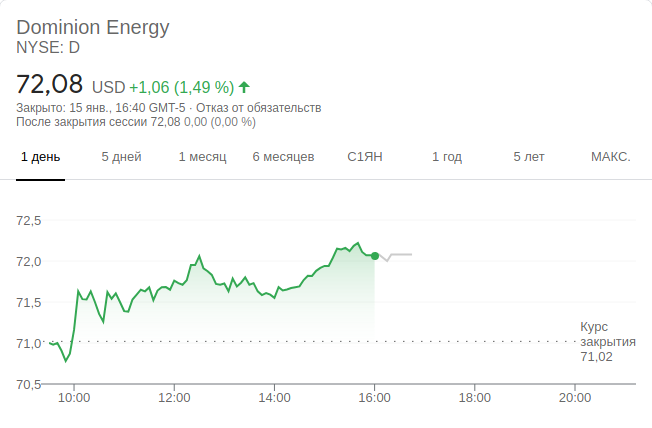 Dominion Energy
NYSE: D
72,08 USD +1,06 (1,49 %)
Закрыто: 15 янв., 16:40 GMT-5 · Отказ от обязательств
После закрытия сессии 72,08 0,00 (0,00 %)
1 день 5 дней 1 месяц 6 месяцев С1ЯН 1 год 5 лет МАКС.
72,5
72,0
71,5
71,0
70,5
Курс
закрытия
71,02
10:00 12:00 14:00 16:00 18:00 20:00